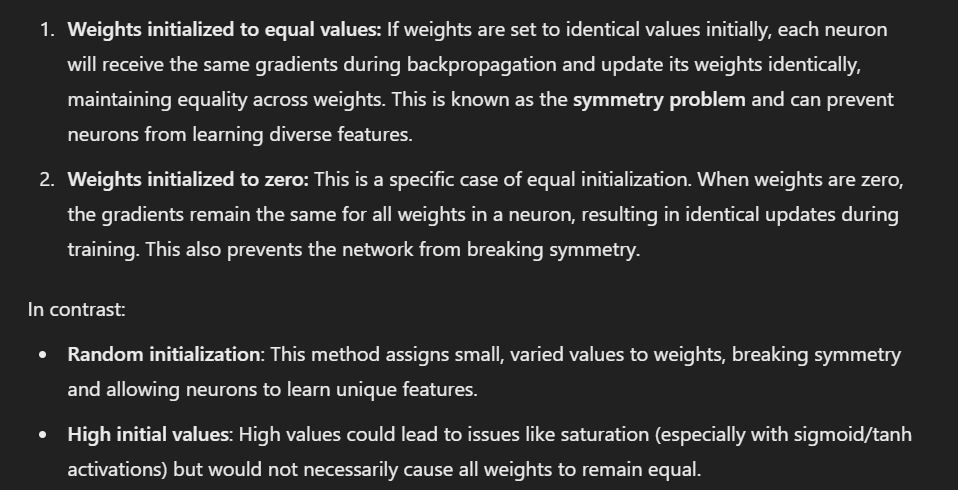 1. Weights initialized to equal values: If weights are set to identical values initially, each neuron
will receive the same gradients during backpropagation and update its weights identically,
maintaining equality across weights. This is known as the symmetry problem and can prevent
neurons from learning diverse features.
2. Weights initialized to zero: This is a specific case of equal initialization. When weights are zero,
the gradients remain the same for all weights in a neuron, resulting in identical updates during
training. This also prevents the network from breaking symmetry.
In contrast:
• Random initialization: This method assigns small, varied values to weights, breaking symmetry
and allowing neurons to learn unique features.
• High initial values: High values could lead to issues like saturation (especially with sigmoid/tanh
activations) but would not necessarily cause all weights to remain equal.